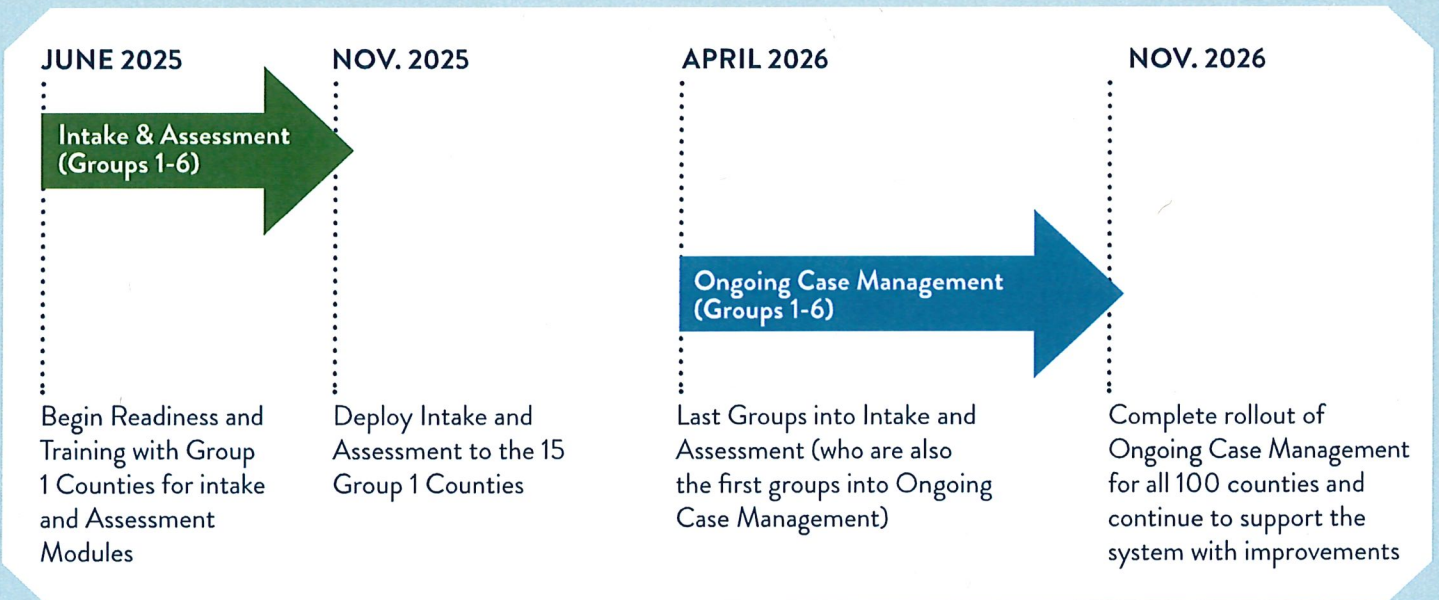 JUNE 2025
NOV. 2025
APRIL 2026
NOV. 2026
Intake & Assessment
(Groups 1-6)
Ongoing Case Management
(Groups 1-6)
Begin Readiness and
Training with Group
1 Counties for intake
and Assessment
Modules
Deploy Intake and
Assessment to the 15
Group 1 Counties
Last Groups into Intake and
Assessment (who are also
the first groups into Ongoing
Case Management)
Complete rollout of
Ongoing Case Management
for all 100 counties and
continue to support the
system with improvements